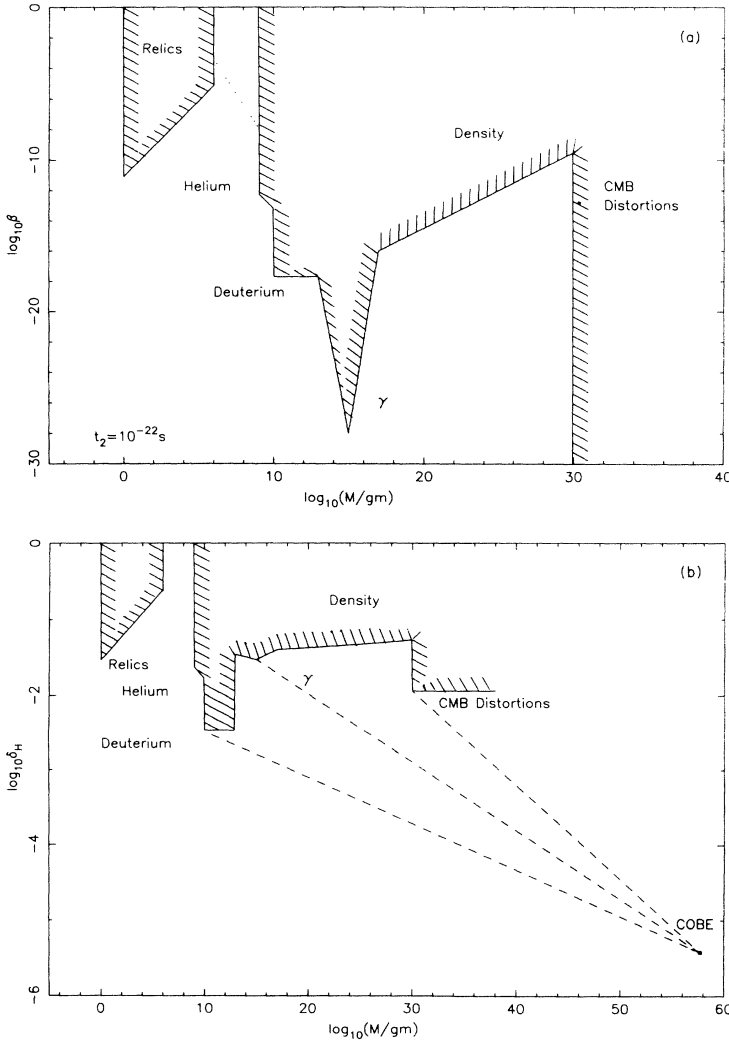 0
(a)
Relics
Density
-10
Helium
CMB
Distortions
log₁₀β
Deuterium
-20
γ
t₂=10⁻²²s
-30
0 10 20 30 40
log₁₀(M/gm)
0
(b)
Density
Relics
γ
-2
Helium
CMB Distortions
Deuterium
log₁₀δH
-4
COBE
-6
0 10 20 30 40 50 60
log₁₀(M/gm)